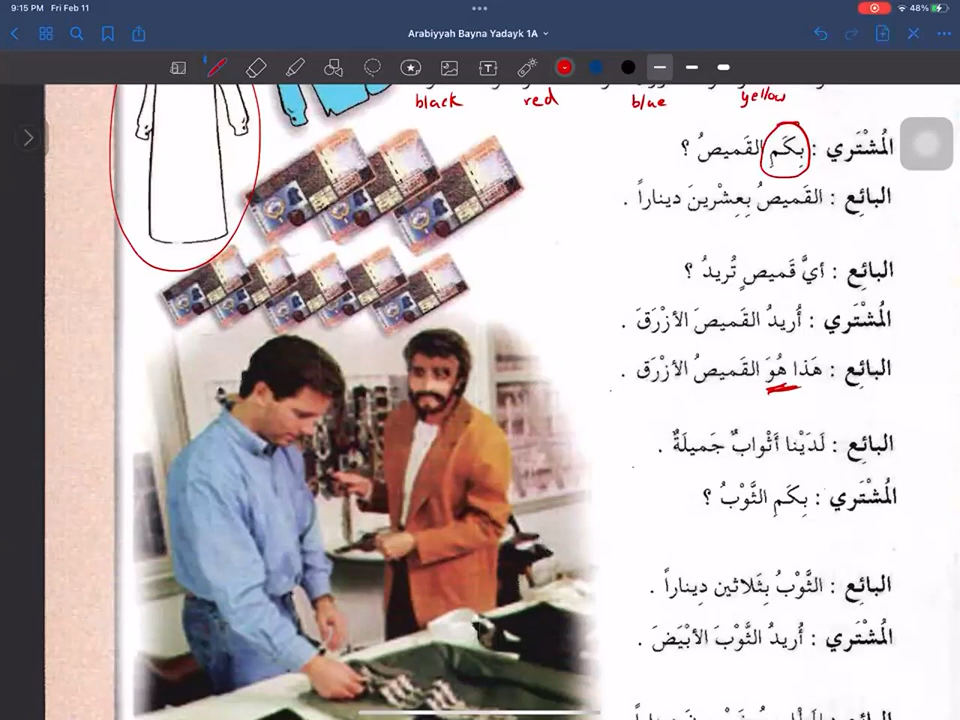 9:15 PM Fri Feb 11
48%
Arabiyyah Bayna Yadayk 1A
black red blue yellow
المُشْتَري : بِكَمِ القَميصُ ؟
البائِع : القَميصُ بِعِشْرينَ ديناراً .
البائِع : أيَّ قَميصٍ تُريدُ ؟
المُشْتَري : أُريدُ القَميصَ الأزْرَقَ .
البائِع : هَذا هُوَ القَميصُ الأزْرَق .
البائِع : لَدَيْنا أثْوابٌ جَميلَةٌ .
المُشْتَري : بِكَمِ الثَّوْبُ ؟
البائِع : الثَّوْبُ بِثَلاثين ديناراً .
المُشْتَري : أُريدُ الثَّوْبَ الأبْيَضَ .